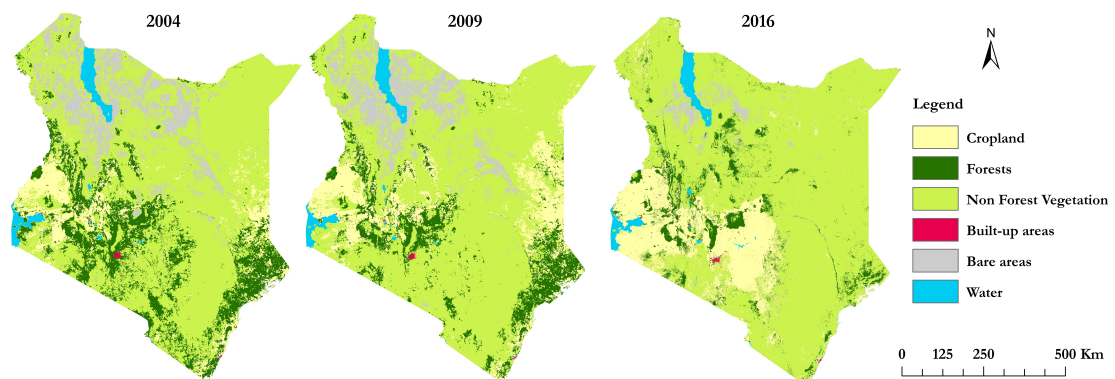 2004
2009
2016
N
Legend
Cropland
Forests
Non Forest Vegetation
Built-up areas
Bare areas
Water
0 125 250 500 Km